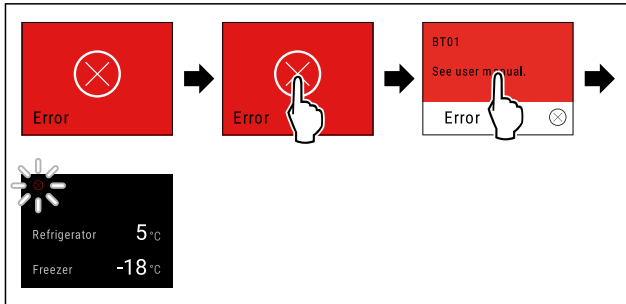 Error
Error
BT01
See user manual.
Error
Refrigerator 5 °C
Freezer -18 °C